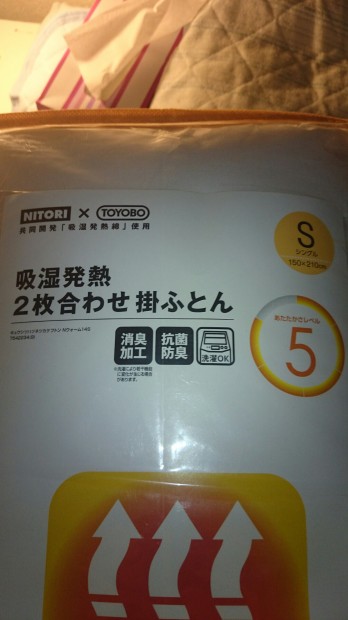 NITORI × TOYOBO
共同開発「吸湿発熱綿」使用
S
シングル
150×210cm
吸湿発熱
2枚合わせ 掛ふとん
あたたかさレベル
5
消臭
加工
抗菌
防臭
洗濯OK